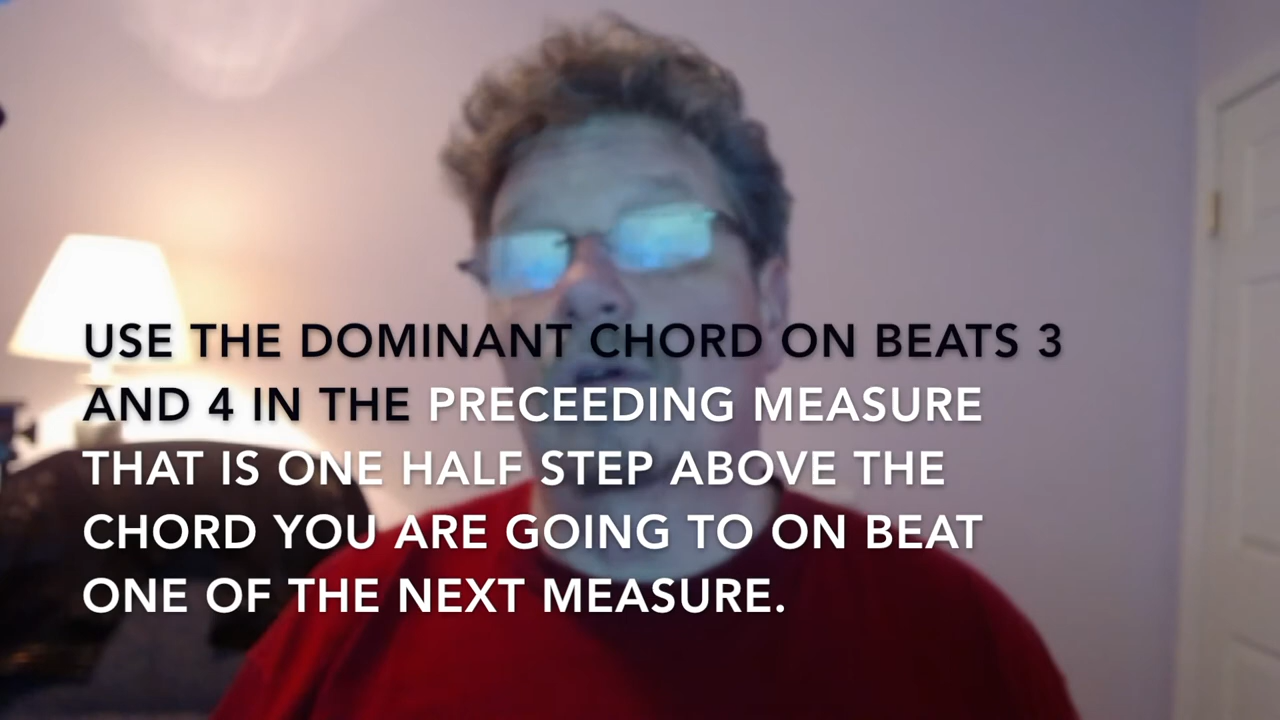 USE THE DOMINANT CHORD ON BEATS 3
AND 4 IN THE PRECEEDING MEASURE
THAT IS ONE HALF STEP ABOVE THE
CHORD YOU ARE GOING TO ON BEAT
ONE OF THE NEXT MEASURE.